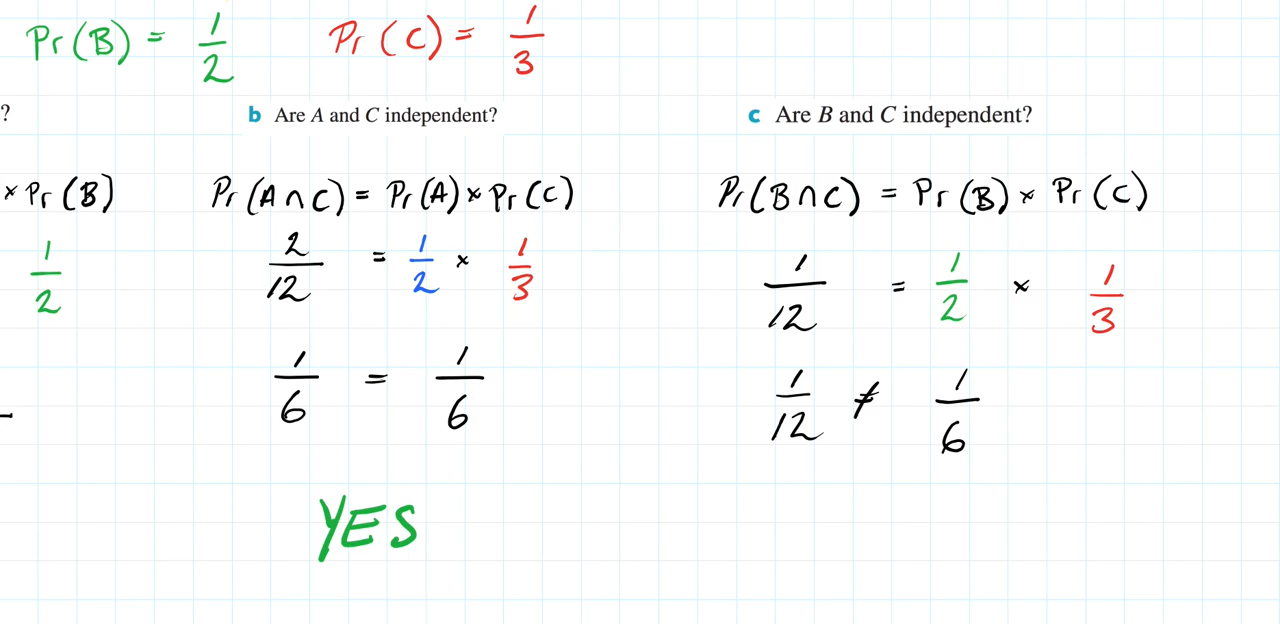 Pr(B) = 1/2 Pr(C) = 1/3
? b Are A and C independent? c Are B and C independent?
× Pr(B) Pr(A ∩ C) = Pr(A) × Pr(C) Pr(B ∩ C) = Pr(B) × Pr(C)
1/2 2/12 = 1/2 × 1/3 1/12 = 1/2 × 1/3
1/6 = 1/6 1/12 ≠ 1/6
YES